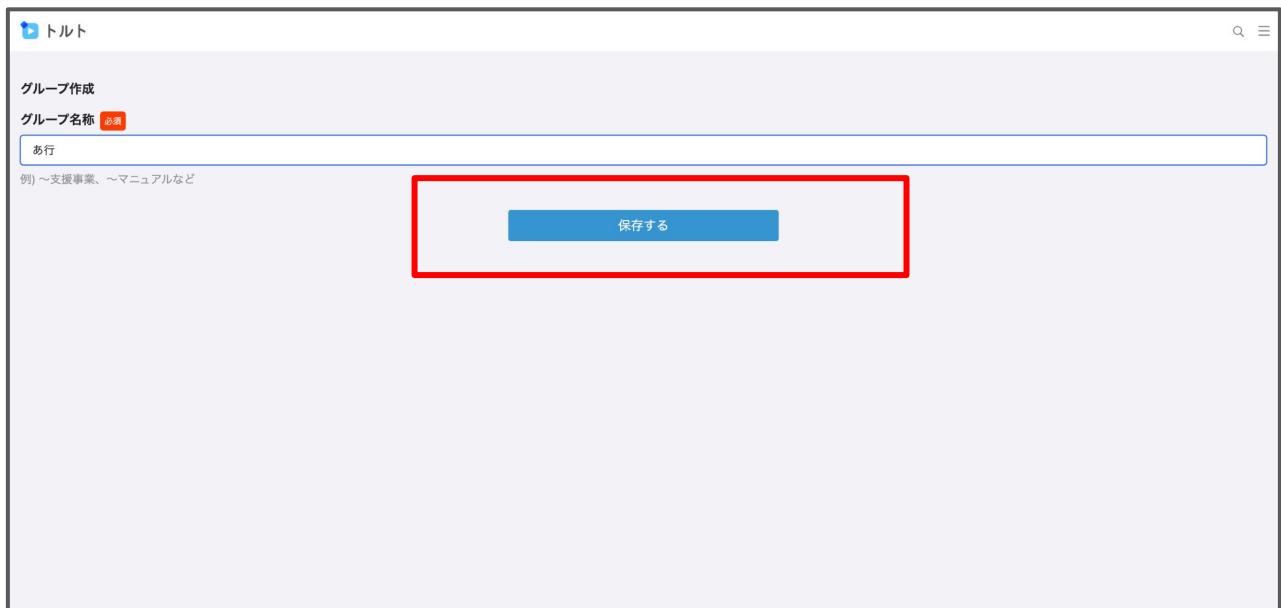 トルト
グループ作成
グループ名称 必須
あ行
例) 〜支援事業、〜マニュアルなど
保存する